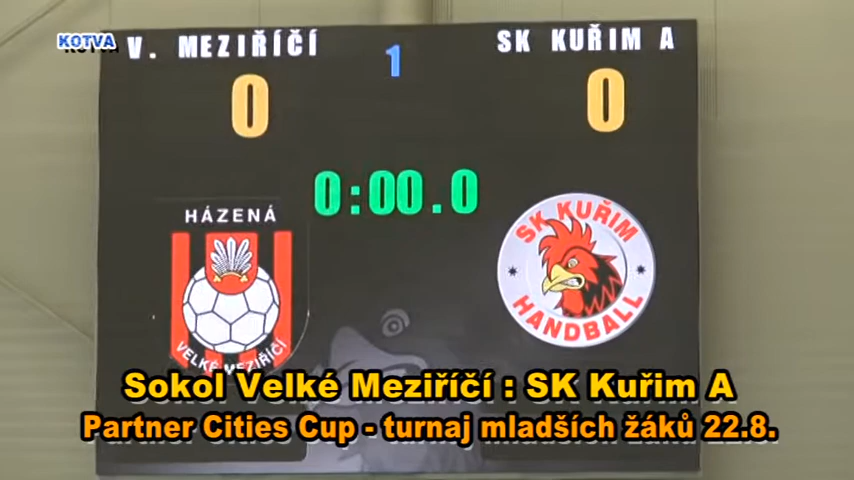 KOTVA
V. MEZIŘÍČÍ 1 SK KUŘIM A
0 0
0:00.0
HÁZENÁ
VELKÉ MEZIŘÍČÍ
SK KUŘIM
HANDBALL
Sokol Velké Meziříčí : SK Kuřim A
Partner Cities Cup - turnaj mladších žáků 22.8.